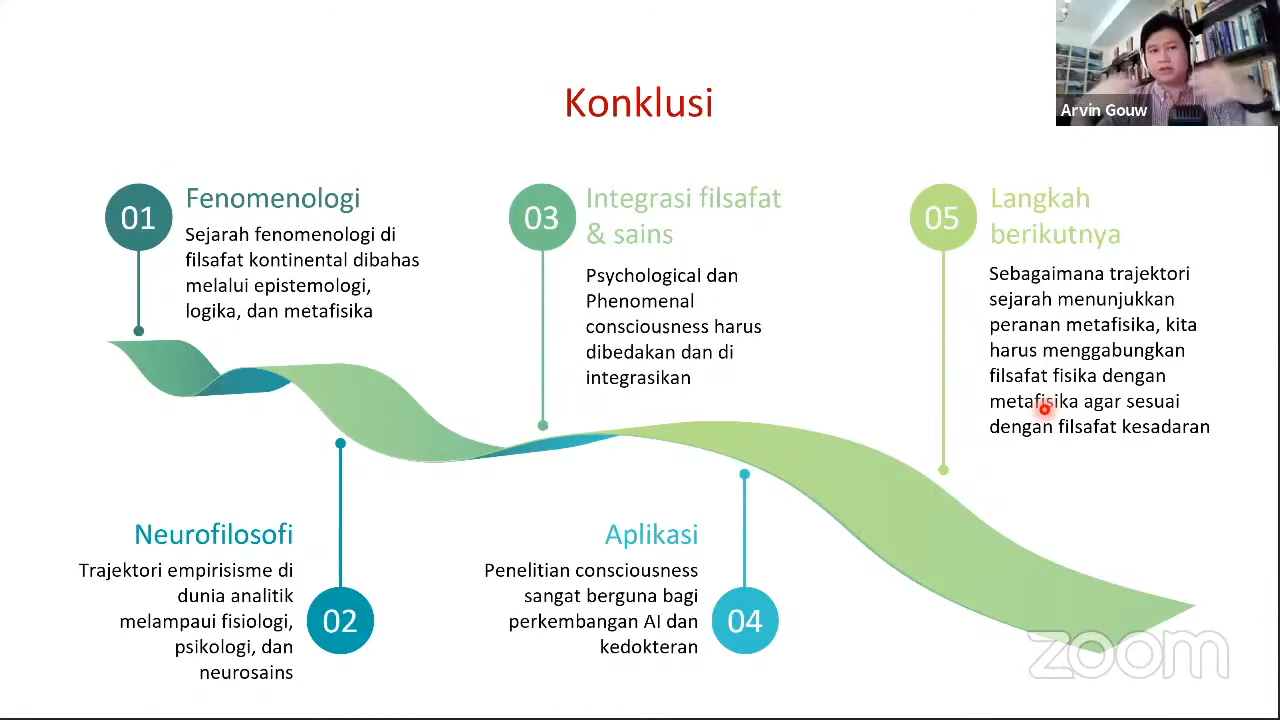 Konklusi
Arvin Gouw
01
Fenomenologi
Sejarah fenomenologi di
filsafat kontinental dibahas
melalui epistemologi,
logika, dan metafisika
Neurofilosofi
Trajektori empirisisme di
dunia analitik
melampaui fisiologi,
psikologi, dan
neurosains
02
03
Integrasi filsafat
& sains
Psychological dan
Phenomenal
consciousness harus
dibedakan dan di
integrasikan
Aplikasi
Penelitian consciousness
sangat berguna bagi
perkembangan AI dan
kedokteran
04
05
Langkah
berikutnya
Sebagaimana trajektori
sejarah menunjukkan
peranan metafisika, kita
harus menggabungkan
filsafat fisika dengan
metafisika agar sesuai
dengan filsafat kesadaran
zoom